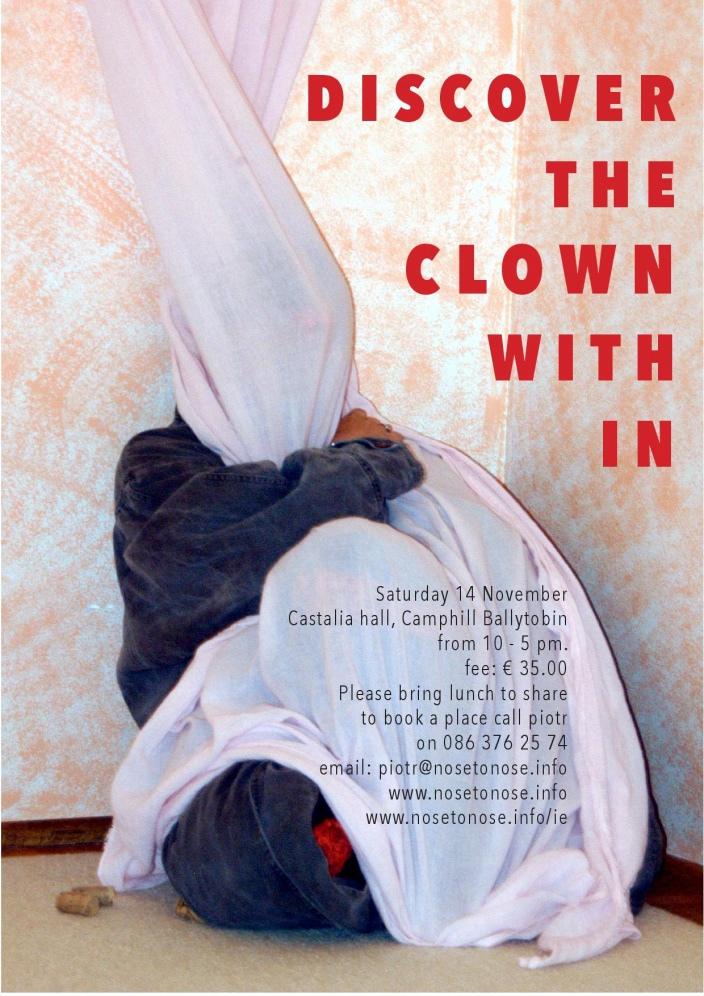 DISCOVER
THE
CLOWN
WITH
IN
Saturday 14 November
Castalia hall, Camphill Ballytobin
from 10 - 5 pm.
fee: € 35.00
Please bring lunch to share
to book a place call piotr
on 086 376 25 74
email: piotr@nosetonose.info
www.nosetonose.info
www.nosetonose.info/ie